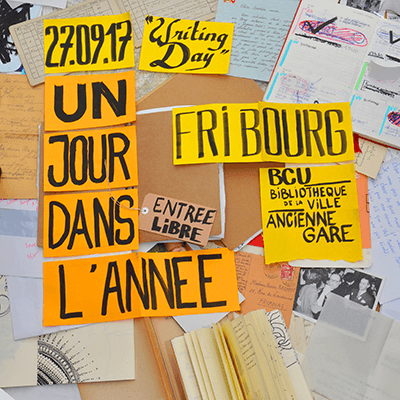 27.09.17
"Writing
Day"
UN
JOUR
DANS
L'ANNEE
FRIBOURG
BCU
BIBLIOTHEQUE
DE LA VILLE
ANCIENNE
GARE
ENTREE
LIBRE